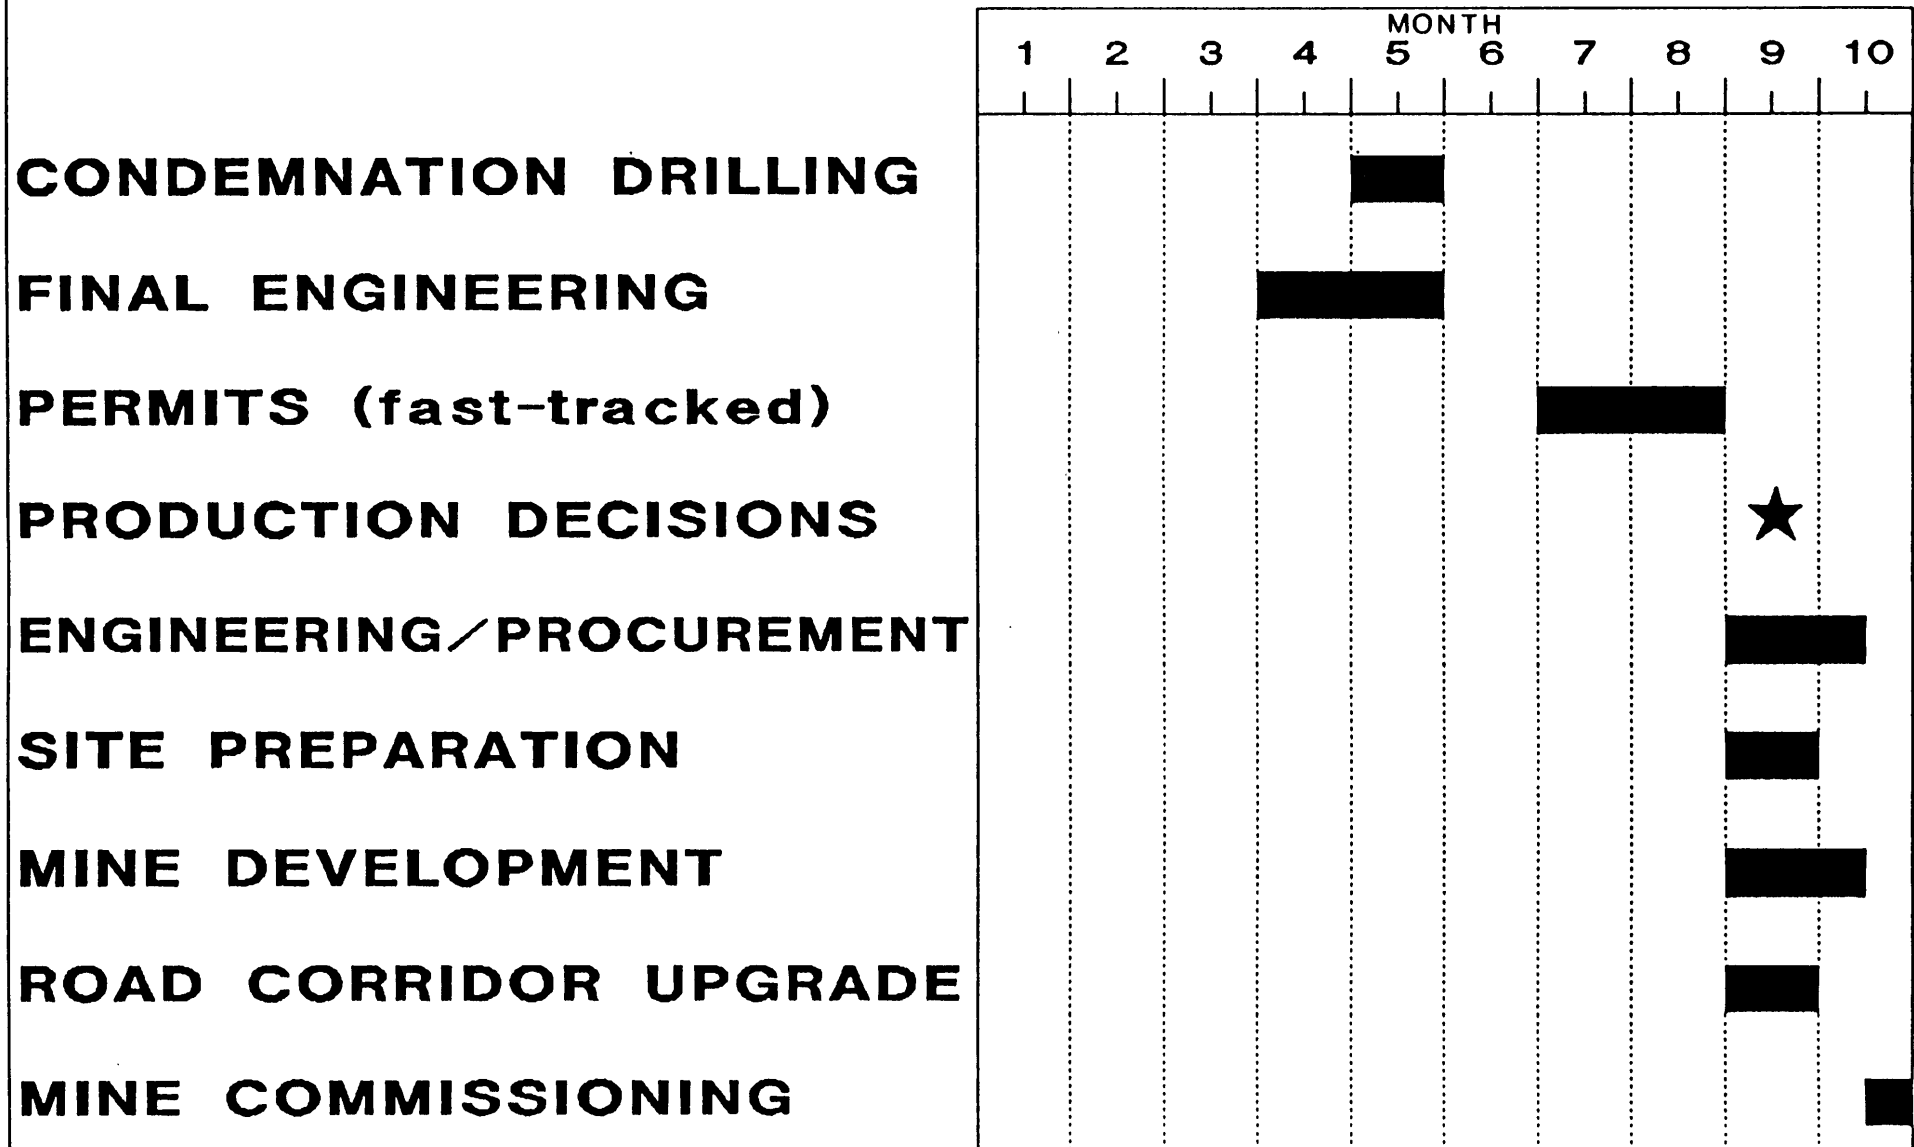 MONTH
1 2 3 4 5 6 7 8 9 10
CONDEMNATION DRILLING
FINAL ENGINEERING
PERMITS (fast-tracked)
PRODUCTION DECISIONS
ENGINEERING/PROCUREMENT
SITE PREPARATION
MINE DEVELOPMENT
ROAD CORRIDOR UPGRADE
MINE COMMISSIONING